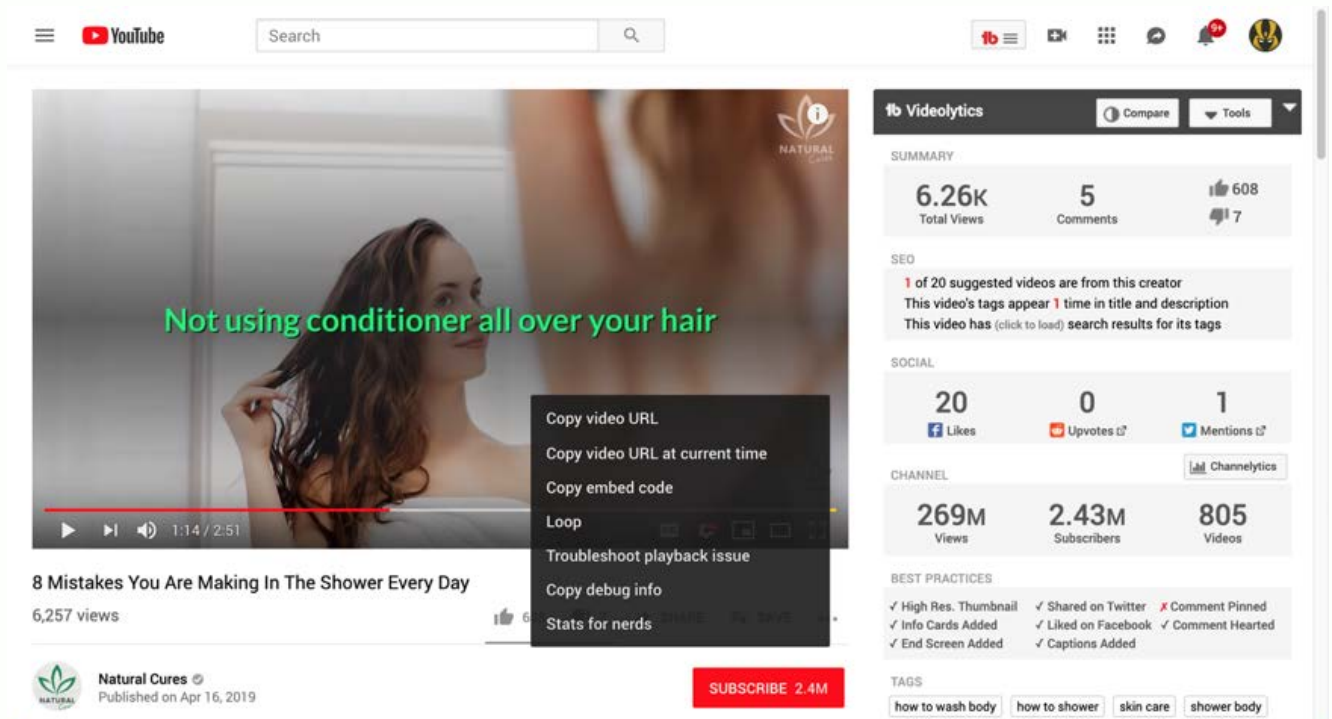 YouTube
Search
tb
9+
NATURAL
Cures
Not using conditioner all over your hair
Copy video URL
Copy video URL at current time
Copy embed code
Loop
Troubleshoot playback issue
Copy debug info
Stats for nerds
1:14 / 2:51
8 Mistakes You Are Making In The Shower Every Day
6,257 views
NATURAL
Natural Cures
Published on Apr 16, 2019
SUBSCRIBE 2.4M
tb Videolytics
Compare
Tools
SUMMARY
6.26K 5 608
Total Views Comments 7
SEO
1 of 20 suggested videos are from this creator
This video's tags appear 1 time in title and description
This video has (click to load) search results for its tags
SOCIAL
20 0 1
Likes Upvotes Mentions
CHANNEL
Channelytics
269M 2.43M 805
Views Subscribers Videos
BEST PRACTICES
✓ High Res. Thumbnail ✓ Shared on Twitter ✗ Comment Pinned
✓ Info Cards Added ✓ Liked on Facebook ✓ Comment Hearted
✓ End Screen Added ✓ Captions Added
TAGS
how to wash body how to shower skin care shower body